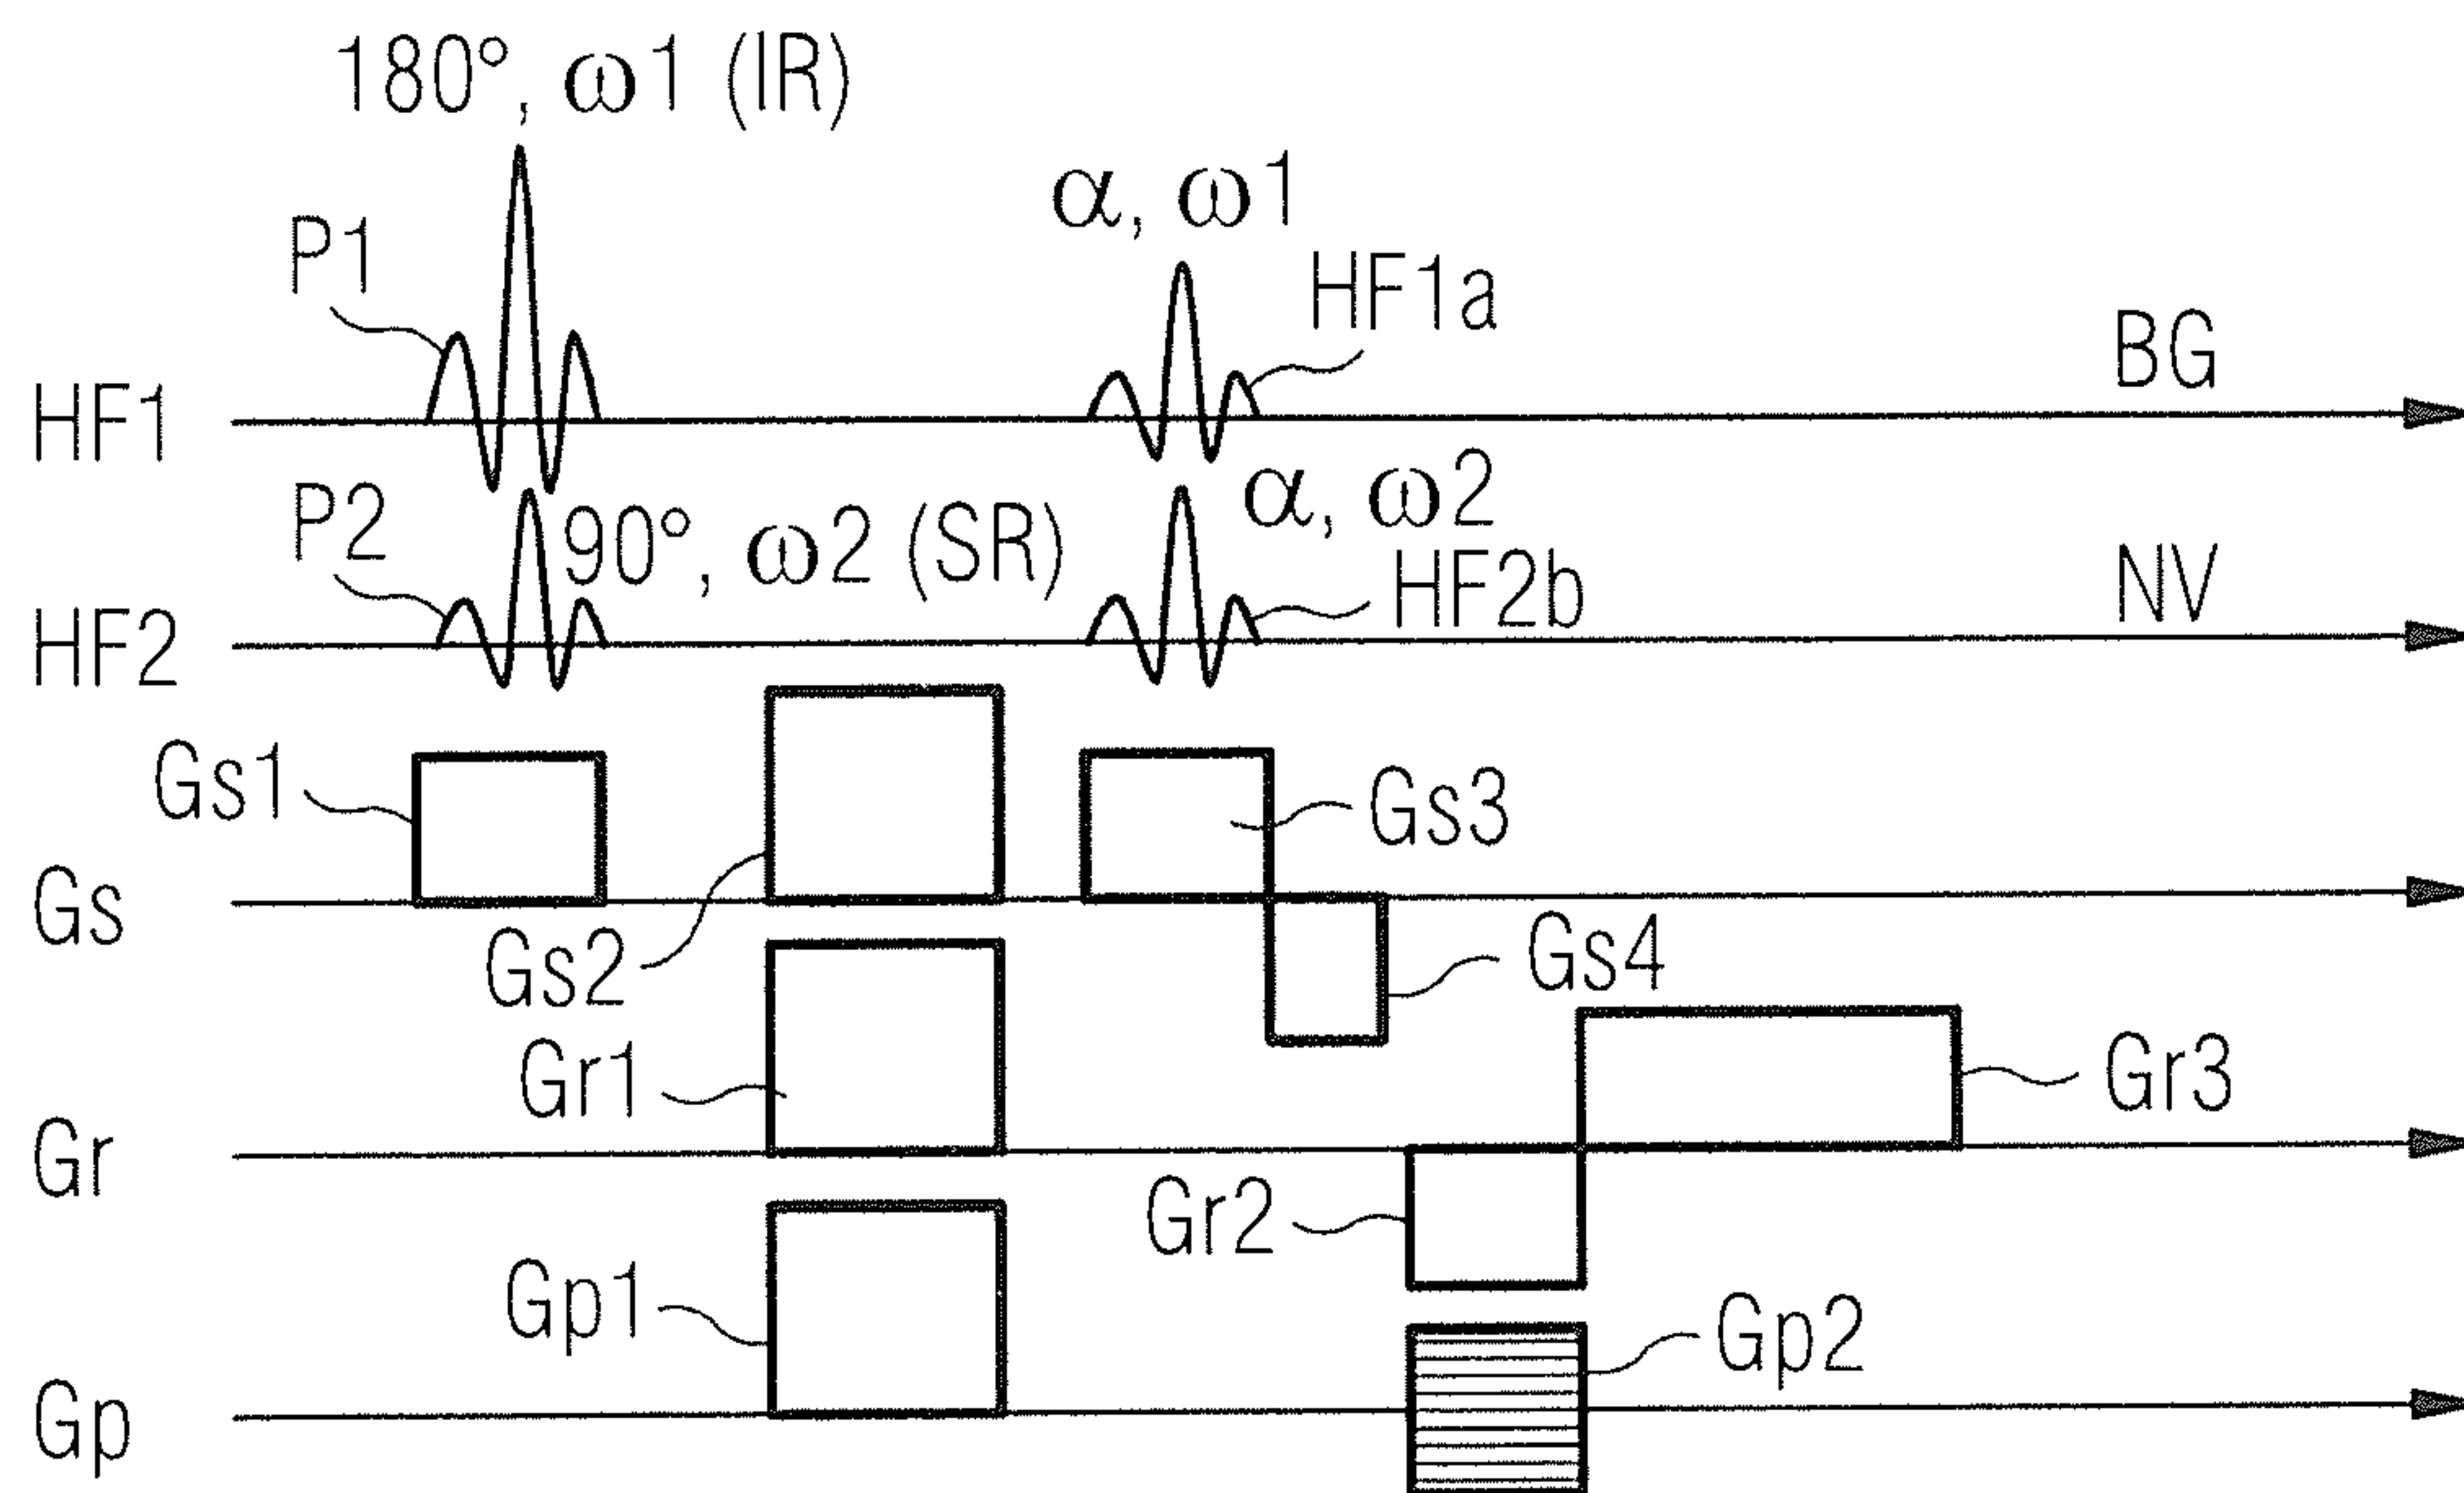 180°, ω1 (IR)
α, ω1
P1
HF1a
BG
HF1
α, ω2
P2
90°, ω2 (SR)
HF2b
NV
HF2
Gs1
Gs3
Gs
Gs2
Gs4
Gr1
Gr3
Gr
Gr2
Gp1
Gp2
Gp